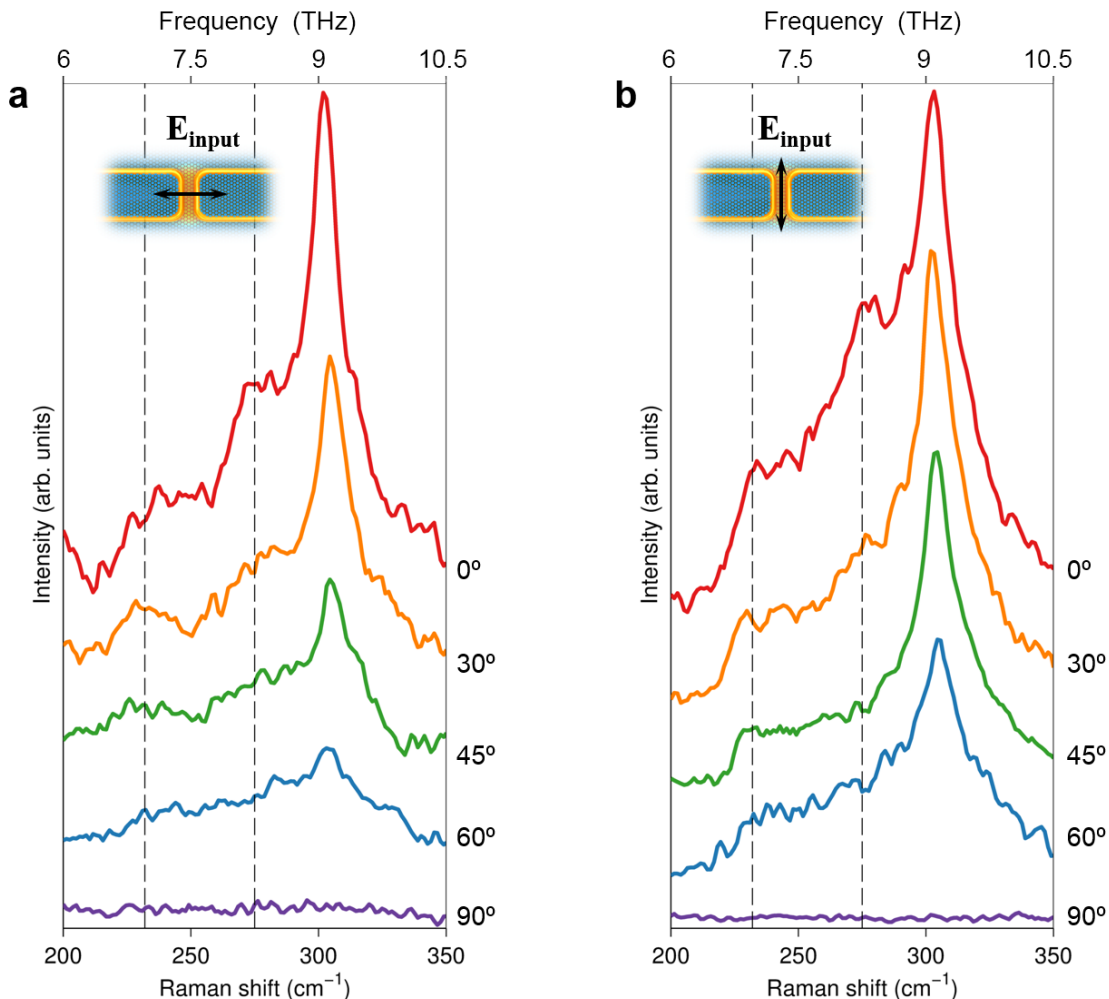 Frequency (THz)
6 7.5 9 10.5
a
E_input
Intensity (arb. units)
0º
30º
45º
60º
90º
200 250 300 350
Raman shift (cm⁻¹)
Frequency (THz)
6 7.5 9 10.5
b
E_input
Intensity (arb. units)
0º
30º
45º
60º
90º
200 250 300 350
Raman shift (cm⁻¹)